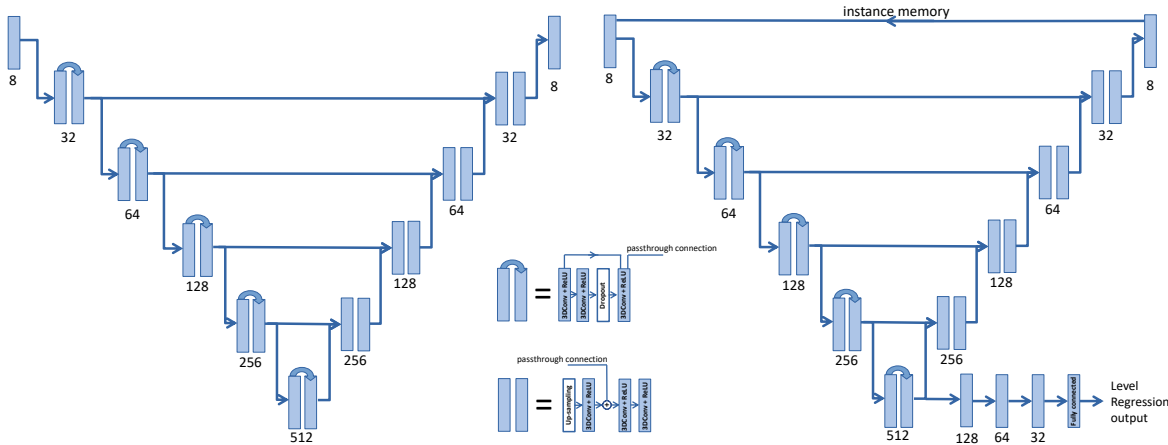 instance memory
8
8
8
8
32
32
32
32
64
64
64
64
128
128
128
128
256
256
256
256
512
512
128
64
32
Fully connected
Level
Regression
output
passthrough connection
=
3DConv + ReLU
3DConv + ReLU
Dropout
3DConv + ReLU
passthrough connection
=
Up-sampling
3DConv + ReLU
+
3DConv + ReLU
3DConv + ReLU